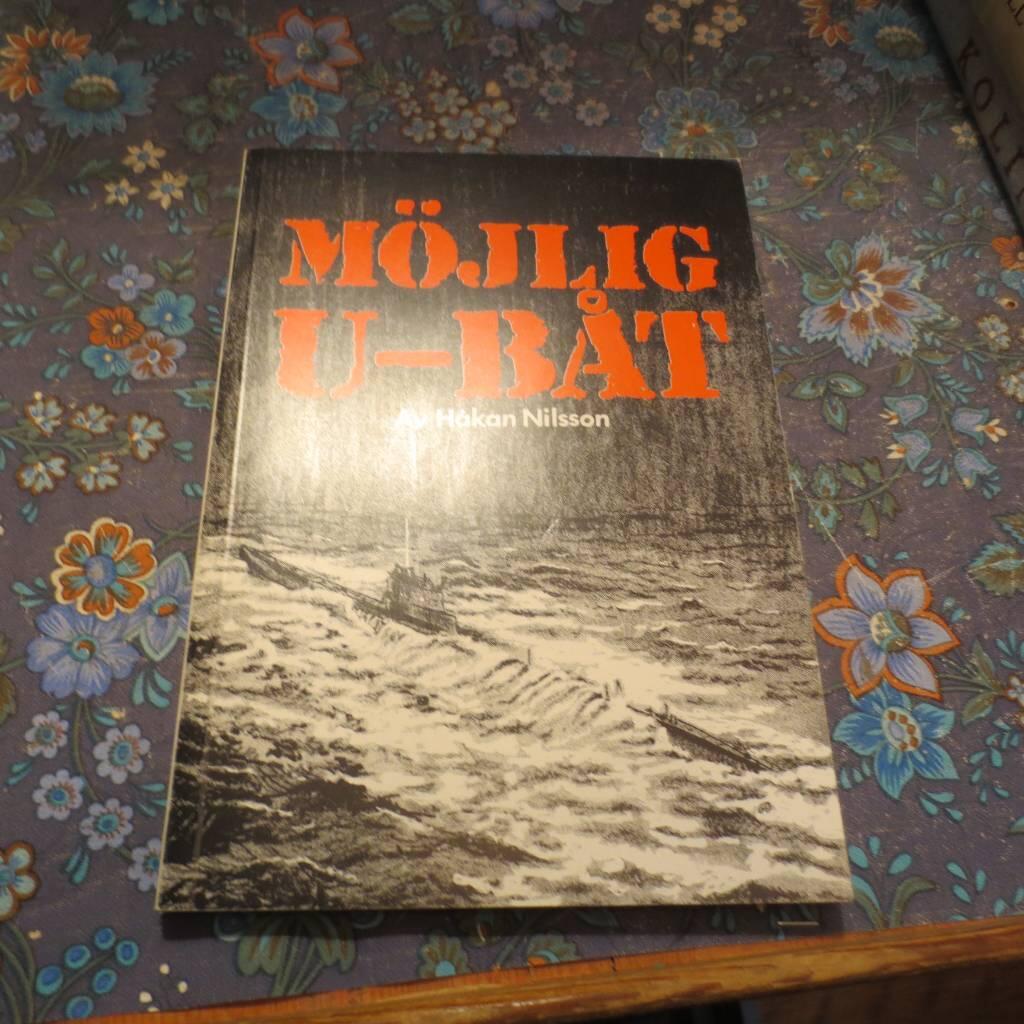 MÖJLIG
U-BÅT
Av Håkan Nilsson